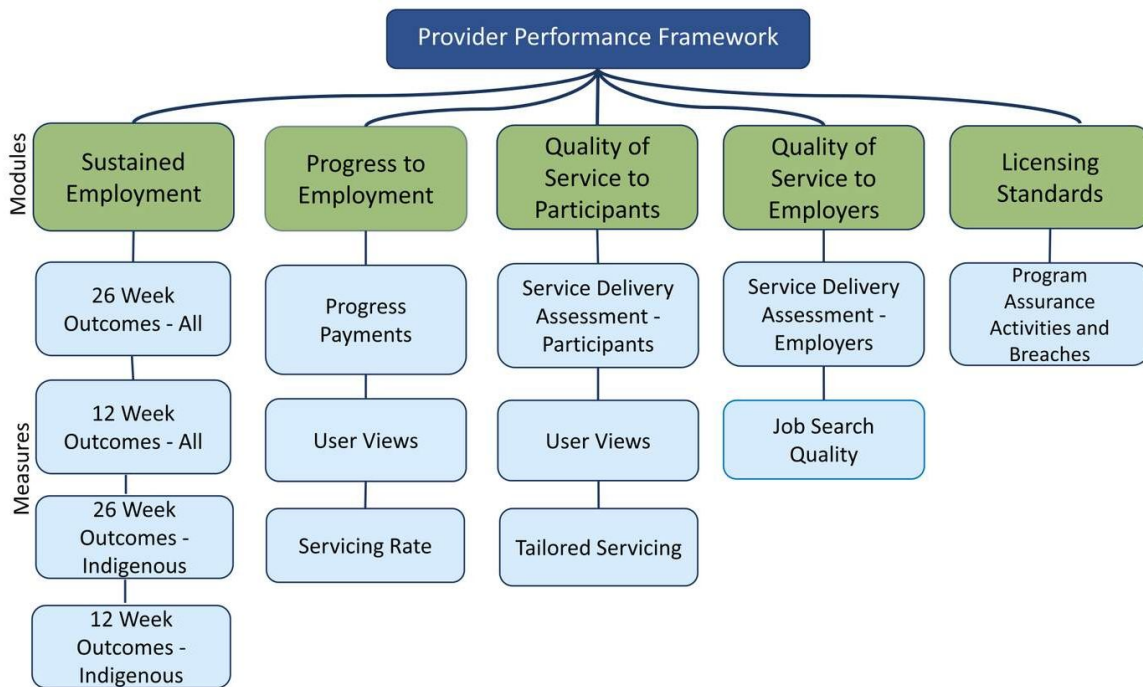 Provider Performance Framework
Modules
Sustained
Employment
Progress to
Employment
Quality of
Service to
Participants
Quality of
Service to
Employers
Licensing
Standards
Measures
26 Week
Outcomes - All
12 Week
Outcomes - All
26 Week
Outcomes -
Indigenous
12 Week
Outcomes -
Indigenous
Progress
Payments
User Views
Servicing Rate
Service Delivery
Assessment -
Participants
User Views
Tailored Servicing
Service Delivery
Assessment -
Employers
Job Search
Quality
Program
Assurance
Activities and
Breaches